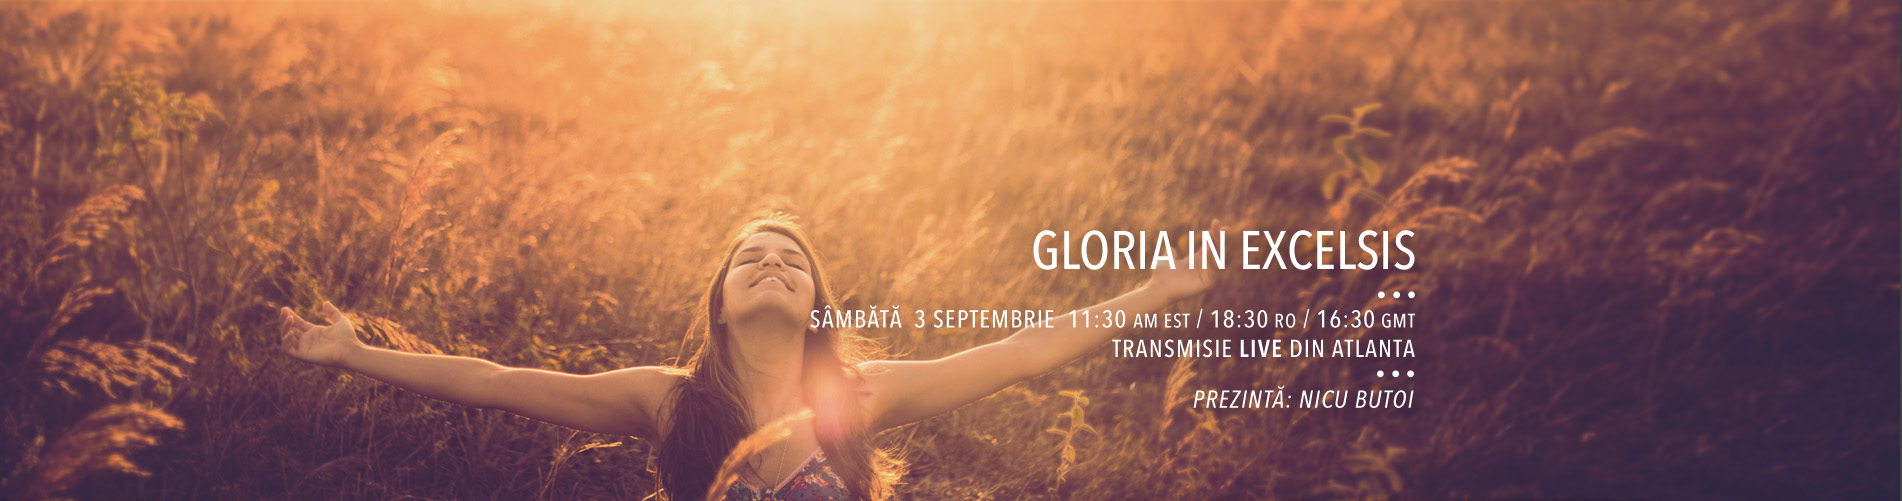 GLORIA IN EXCELSIS
SÂMBĂTĂ 3 SEPTEMBRIE 11:30 AM EST / 18:30 RO / 16:30 GMT
TRANSMISIE LIVE DIN ATLANTA
PREZINTĂ: NICU BUTOI